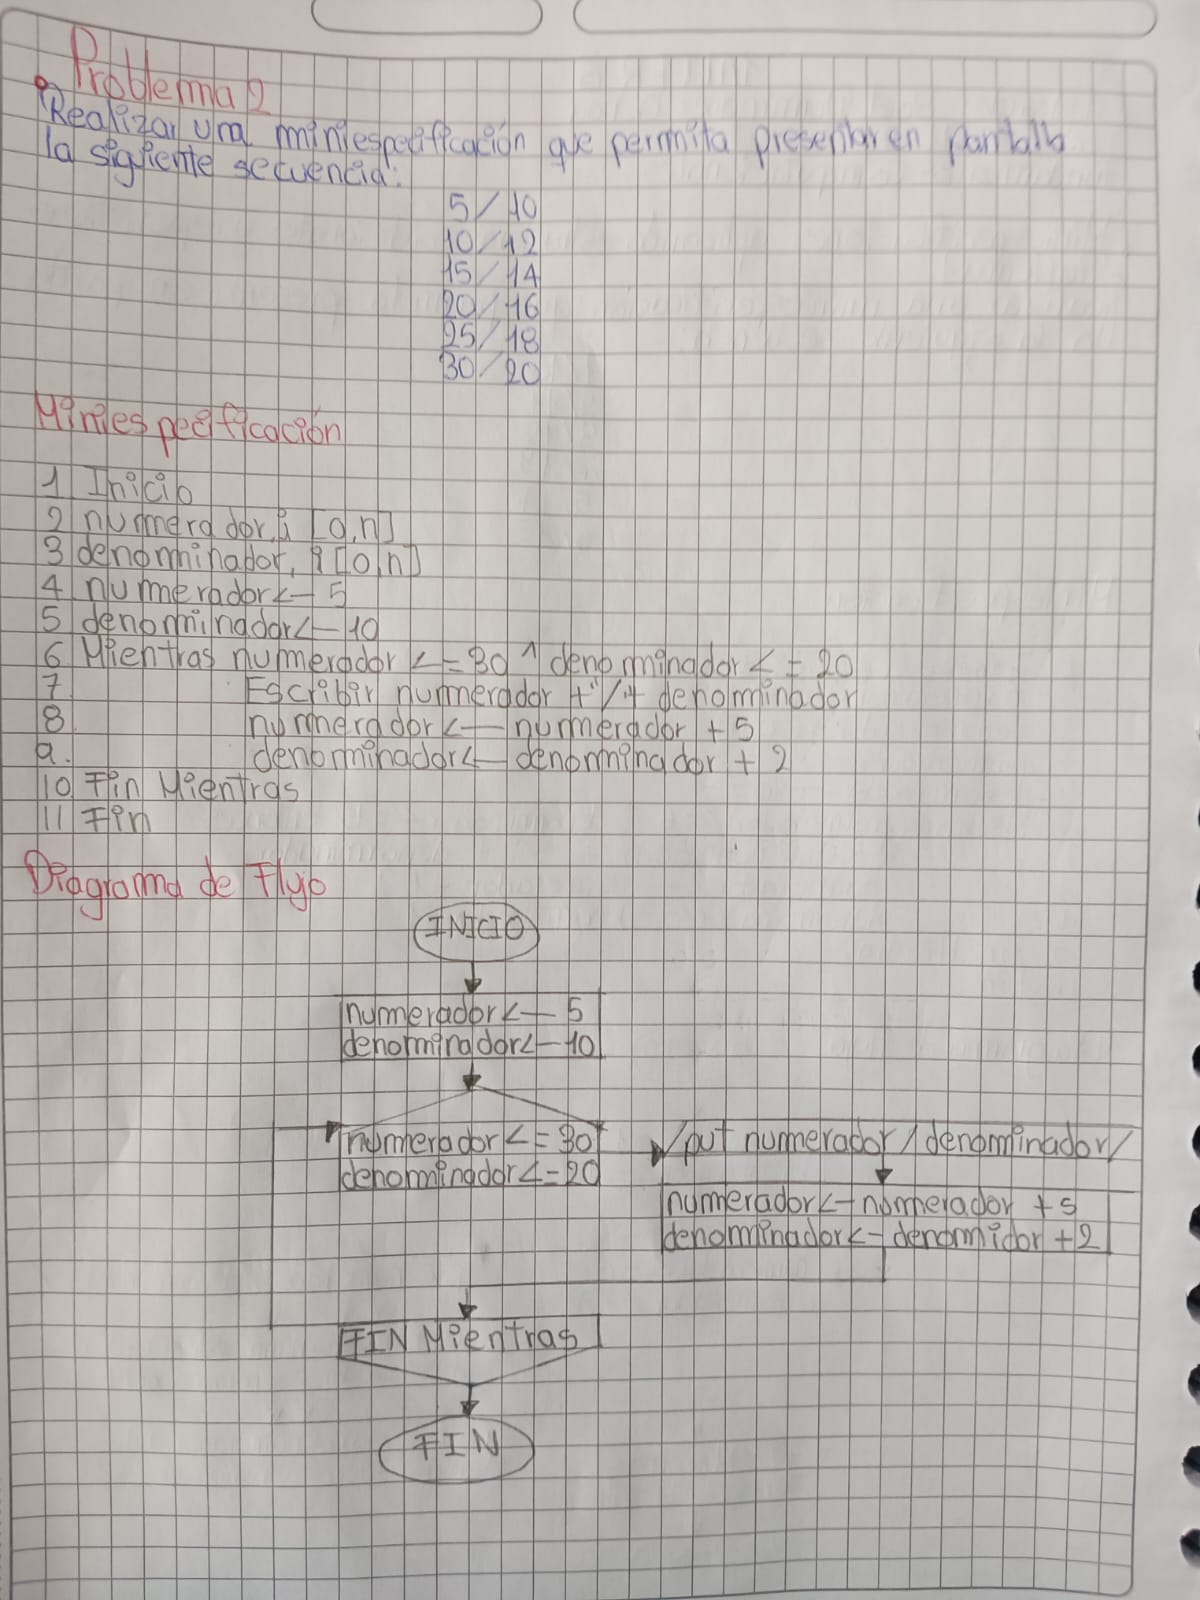 Problema 2
Realizar una miniespecificación que permita presentar en pantalla
la siguiente secuencia:
5/10
10/12
15/14
20/16
25/18
30/20
Miniespecificación
1 Inicio
2 numerador, i [0,n]
3 denominador, i [0,n]
4 numerador <- 5
5 denominador <- 10
6 Mientras numerador <= 30 ^ denominador <= 20
7 Escribir numerador + "/" + denominador
8 numerador <- numerador + 5
9. denominador <- denominador + 2
10 Fin Mientras
11 Fin
Diagrama de Flujo
INICIO
numerador <- 5
denominador <- 10
numerador <= 30
denominador <= 20
put numerador / denominador
numerador <- numerador + 5
denominador <- denomidor + 2
FIN Mientras
FIN